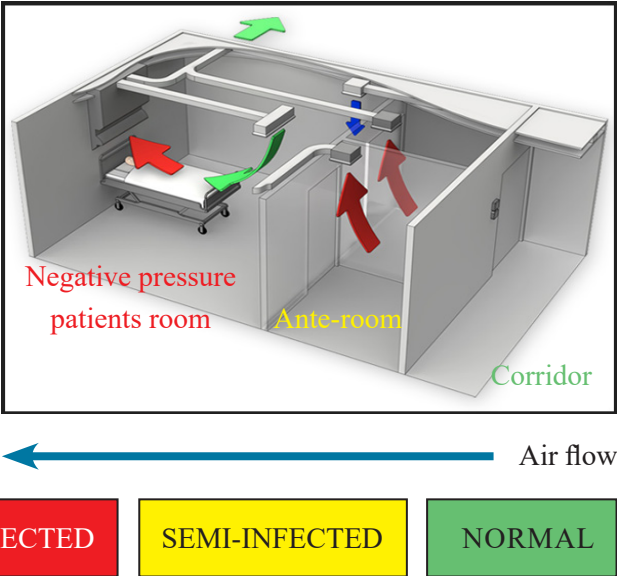 Negative pressure
patients room
Ante-room
Corridor
Air flow
ECTED
SEMI-INFECTED
NORMAL